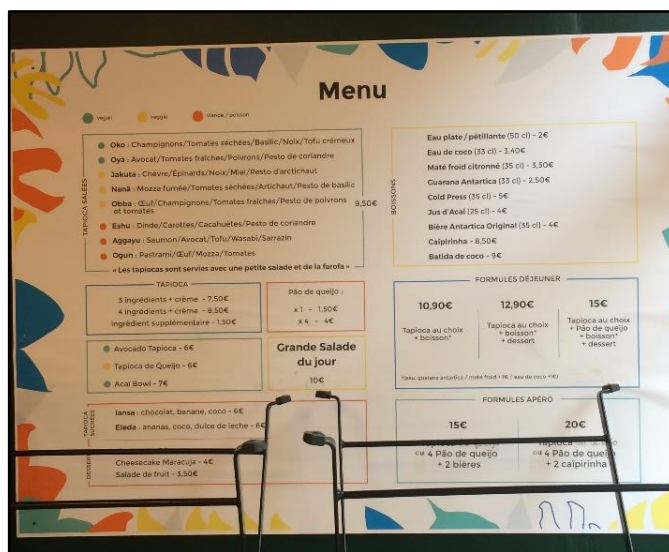 Menu
vegan
veggie
viande / poisson
TAPIOCA SALÉES
Oko : Champignons/Tomates séchées/Basilic/Noix/Tofu crémeux
Oyà : Avocat/Tomates fraîches/Poivrons/Pesto de coriandre
Jakuta : Chèvre/Épinards/Noix/Miel/Pesto d'arctichaut
Nanã : Mozza fumée/Tomates séchées/Artichaut/Pesto de basilic
Obba : Œuf/Champignons/Tomates fraîches/Pesto de poivrons
et tomates
9,50€
Eshu : Dinde/Carottes/Cacahuètes/Pesto de coriandre
Aggayu : Saumon/Avocat/Tofu/Wasabi/Sarrazin
Ogun : Pastrami/Œuf/Mozza/Tomates
« Les tapiocas sont servies avec une petite salade et de la farofa »
TAPIOCA
3 ingrédients + crème - 7,50€
4 ingrédients + crème - 8,50€
ingrédient supplémentaire - 1,50€
Pão de queijo :
x 1 - 1,50€
x 4 - 4€
Avocado Tapioca - 6€
Tapioca de Queijo - 6€
Acaï Bowl - 7€
Grande Salade
du jour
10€
TAPIOCA
SUCRÉES
Iansa : chocolat, banane, coco - 6€
Eleda : ananas, coco, dulce de leche - 6€
Cheesacake Maracuja - 4€
Salade de fruit - 3,50€
BOISSONS
Eau plate / pétillante (50 cl) - 2€
Eau de coco (33 cl) - 3,40€
Maté froid citronné (35 cl) - 3,50€
Guarana Antartica (33 cl) - 2,50€
Cold Press (35 cl) - 5€
Jus d'Acaï (25 cl) - 4€
Bière Antartica Original (35 cl) - 4€
Caïpirinha - 8,50€
Batida de coco - 9€
FORMULES DÉJEUNER
10,90€
Tapioca au choix
+ boisson*
12,90€
Tapioca au choix
+ boisson*
+ dessert
15€
Tapioca au choix
+ Pão de queijo
+ boisson*
+ dessert
FORMULES APÉRO
15€
ou 4 Pão de queijo
+ 2 bières
20€
ou 4 Pão de queijo
+ 2 caïpirinha